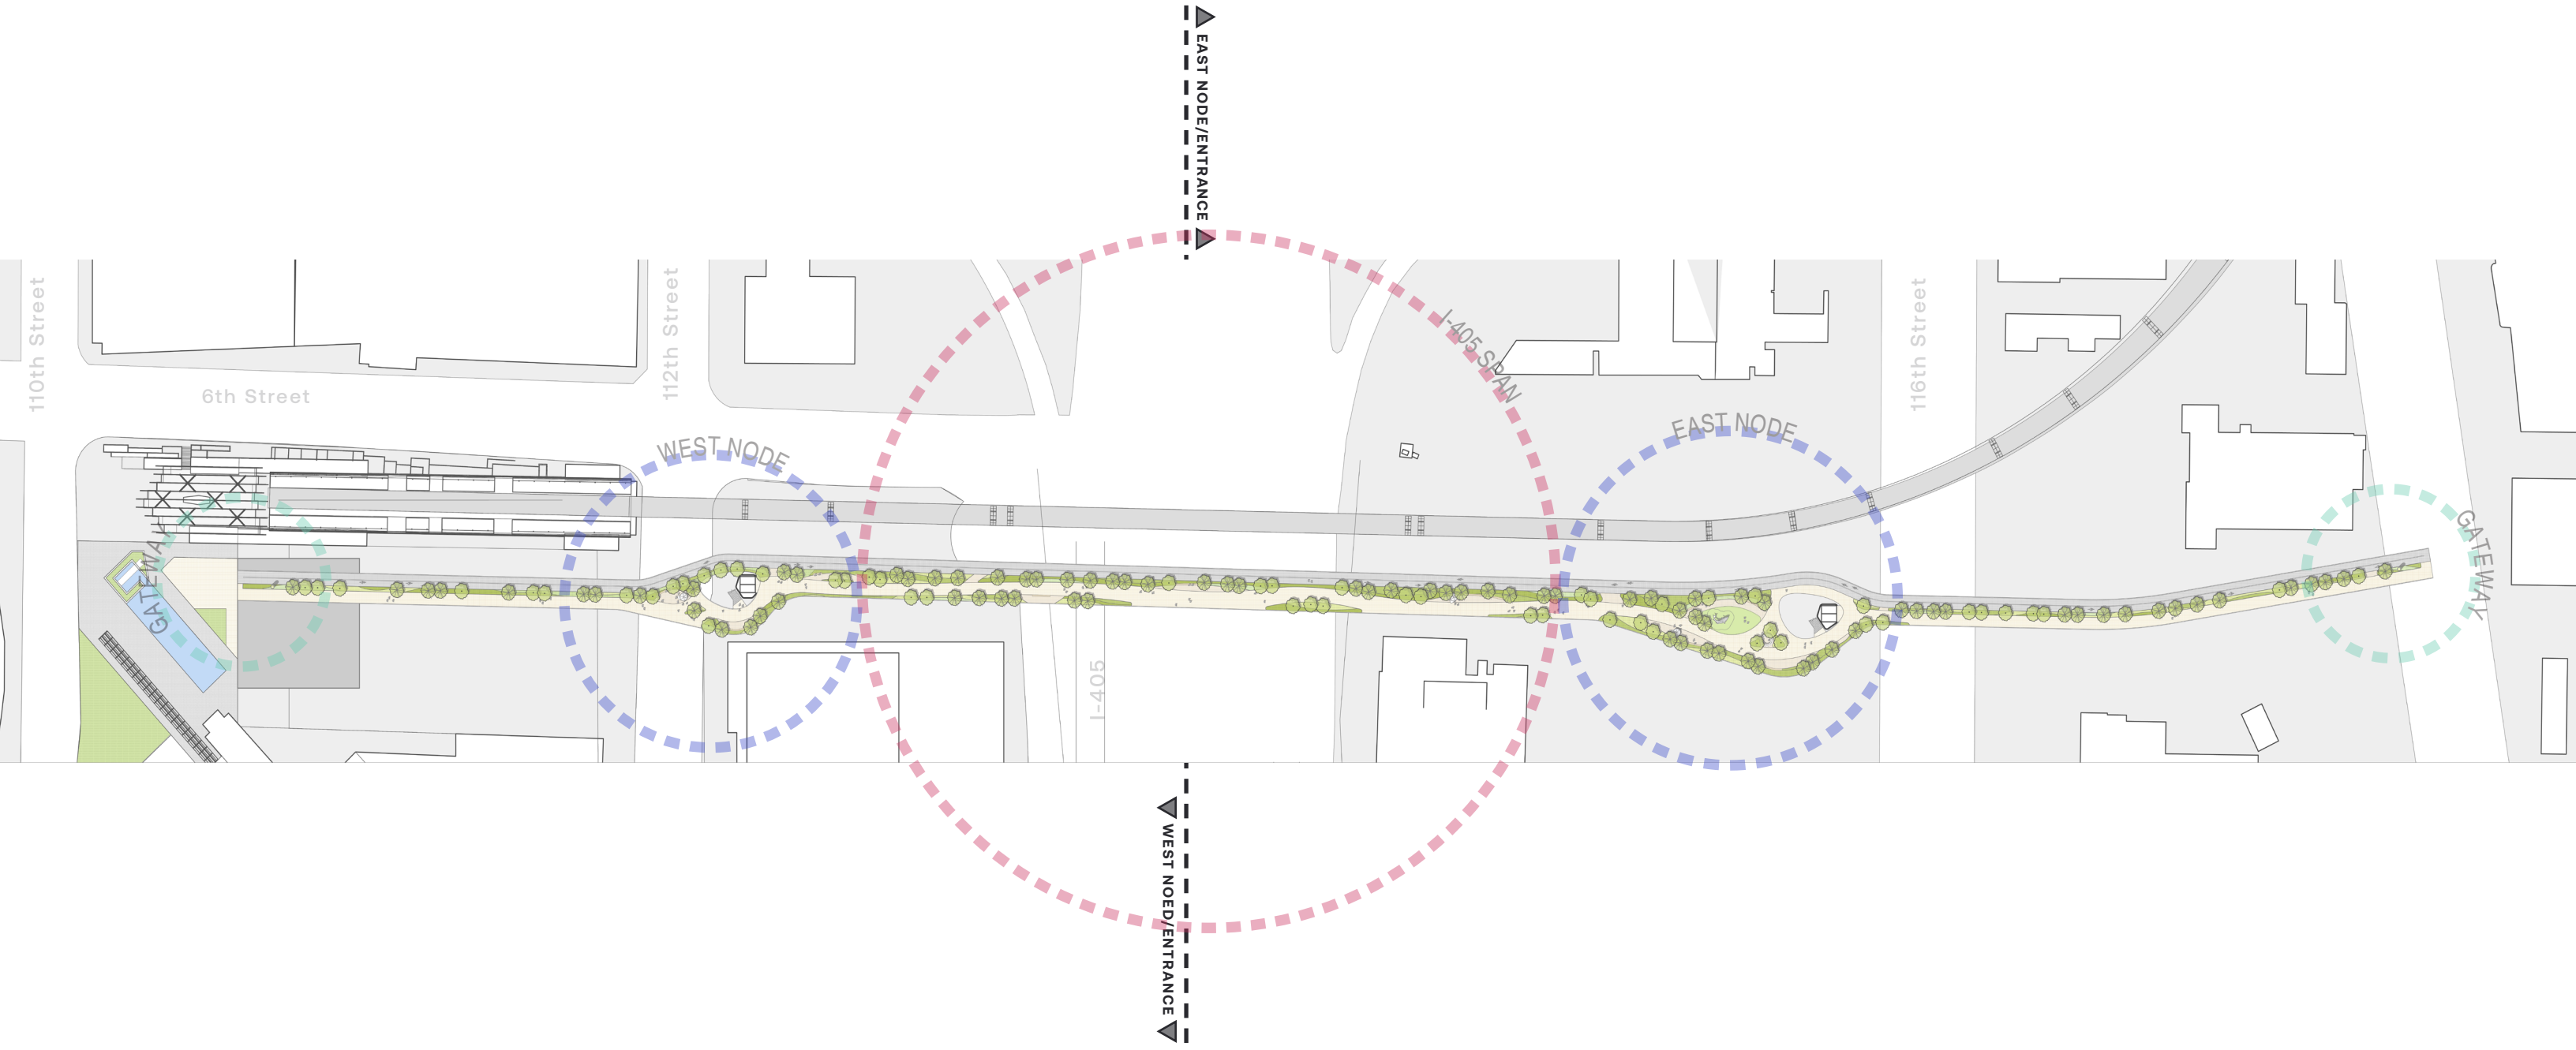 EAST NODE/ENTRANCE
110th Street
112th Street
6th Street
I-405 SPAN
116th Street
WEST NODE
EAST NODE
GATEWAY
GATEWAY
I-405
WEST NOED/ENTRANCE